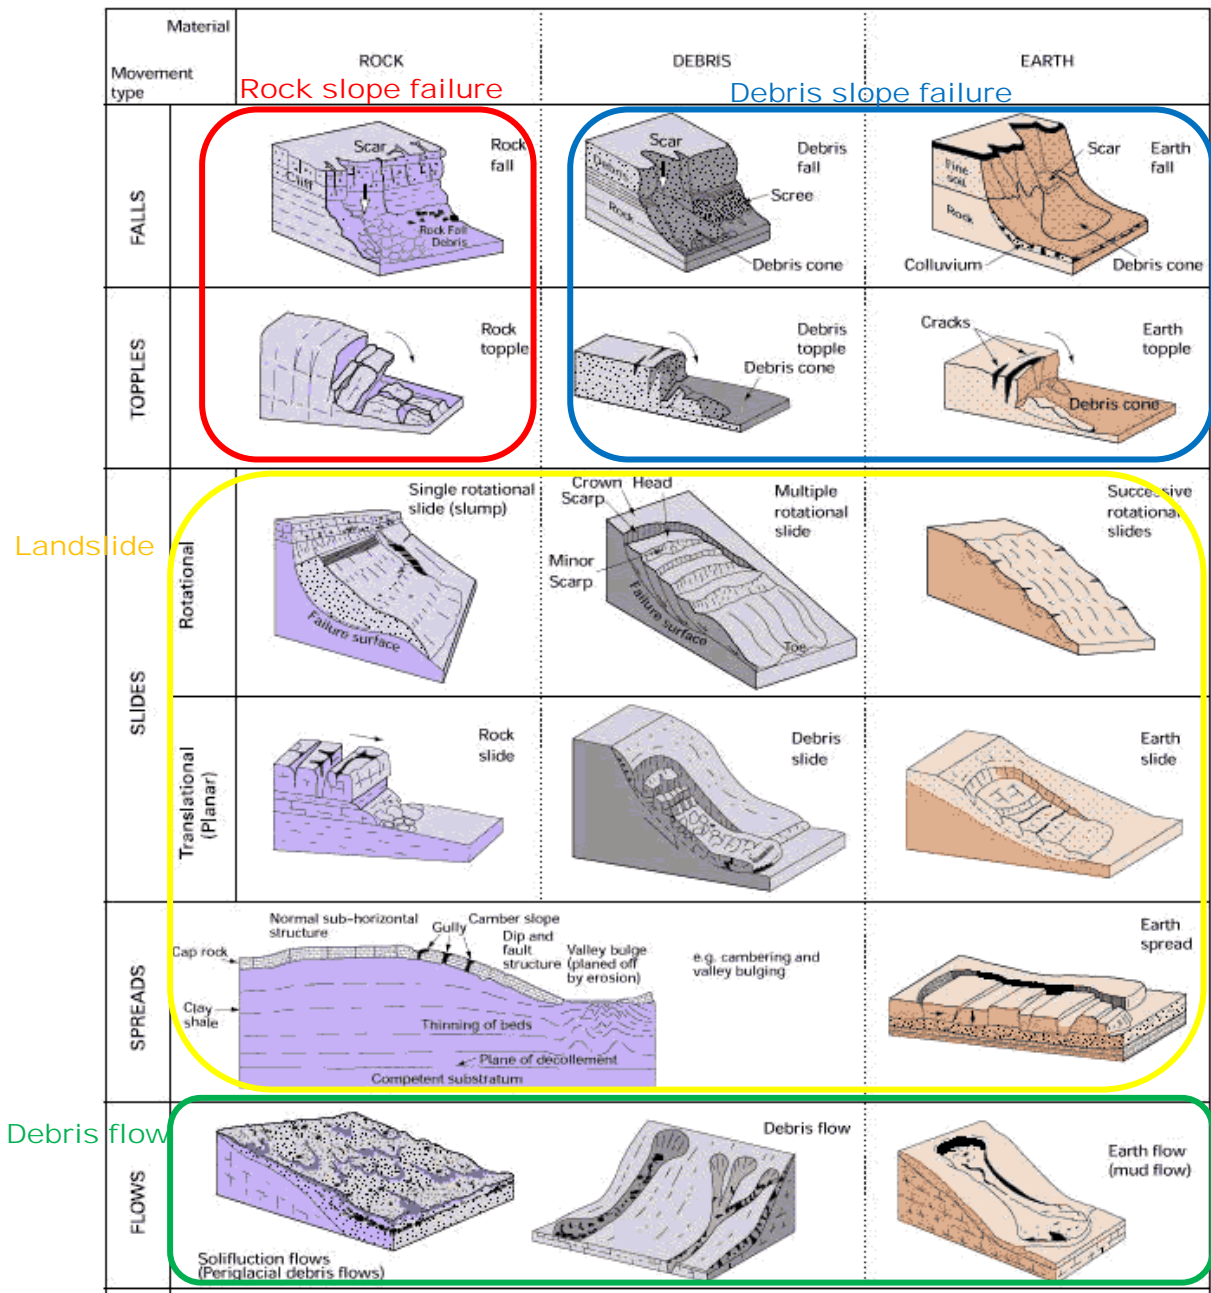 Material
Movement
type
ROCK
DEBRIS
EARTH
Rock slope failure
Debris slope failure
FALLS
Scar
Rock
fall
Cliff
Rock Fall
Debris
Scar
Debris
fall
Debris
Scree
Rock
Debris cone
Scar
Earth
fall
Fine
soil
Rock
Colluvium
Debris cone
TOPPLES
Rock
topple
Debris
topple
Debris cone
Cracks
Earth
topple
Debris cone
Landslide
SLIDES
Rotational
Single rotational
slide (slump)
Failure surface
Crown
Head
Scarp
Multiple
rotational
slide
Minor
Scarp
Failure surface
Toe
Successive
rotational
slides
Translational
(Planar)
Rock
slide
Debris
slide
Earth
slide
SPREADS
Normal sub-horizontal
structure
Cap rock
Gully
Camber slope
Dip and
fault
structure
Valley bulge
(planed off
by erosion)
e.g. cambering and
valley bulging
Clay
shale
Thinning of beds
Plane of decollement
Competent substratum
Earth
spread
Debris flow
FLOWS
Solifluction flows
(Periglacial debris flows)
Debris flow
Earth flow
(mud flow)